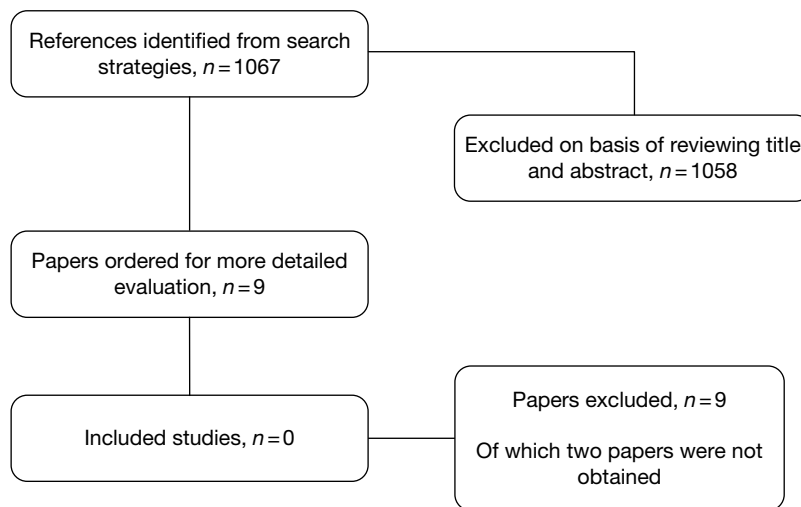 References identified from search
strategies, n = 1067
Excluded on basis of reviewing title
and abstract, n = 1058
Papers ordered for more detailed
evaluation, n = 9
Included studies, n = 0
Papers excluded, n = 9
Of which two papers were not
obtained